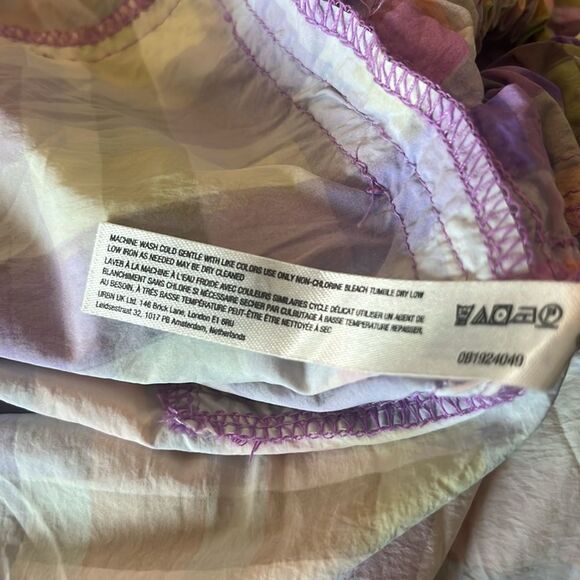 MACHINE WASH COLD GENTLE WITH LIKE COLORS USE ONLY NON-CHLORINE BLEACH TUMBLE DRY LOW
LOW IRON AS NEEDED MAY BE DRY CLEANED
LAVER À LA MACHINE À L'EAU FROIDE AVEC COULEURS SIMILARIES CYCLE DÉLICAT UTILISER UN AGENT DE
BLANCHIMENT SANS CHLORE SI NÉCESSAIRE SÉCHER PAR CULBUTAGE À BASSE TEMPÉRATURE REPASSER,
AU BESOIN, À TRÈS BASSE TEMPÉRATURE PEUT-ÊTRE ÊTRE NETTOYÉ À SEC
URBN UK Ltd. 146 Brick Lane, London E1 6RU
Leidsestraat 32, 1017 PB Amsterdam, Netherlands
0B1924040